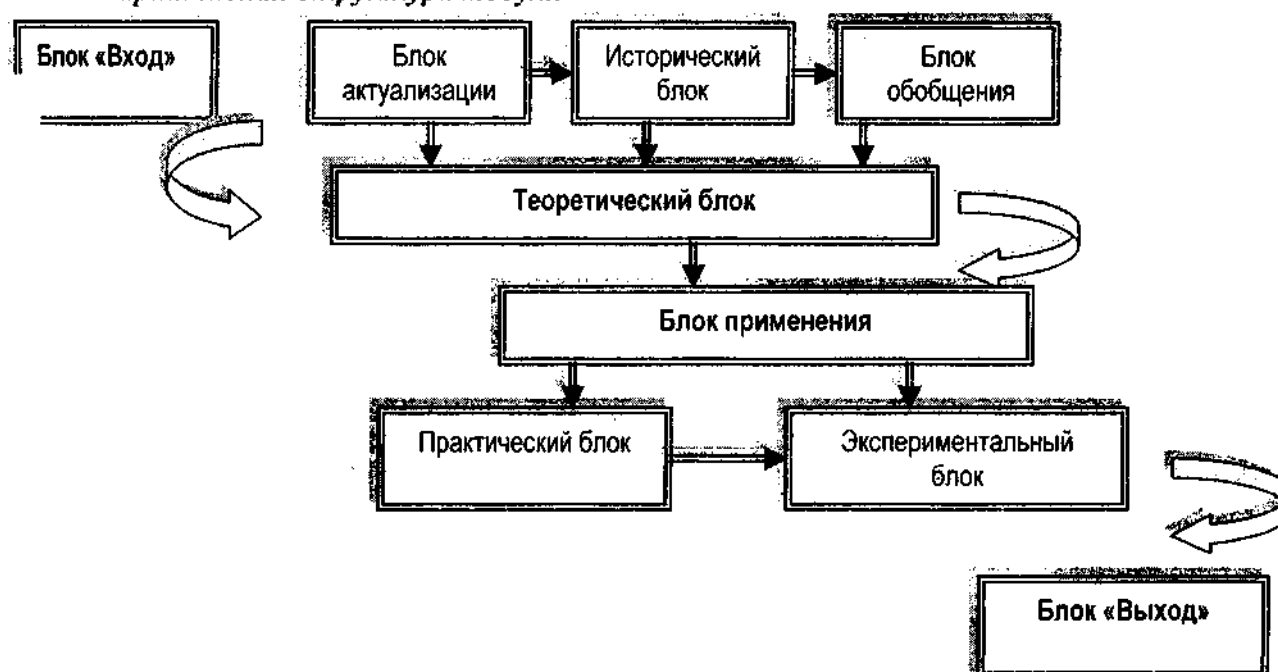 Блок «Вход»
Блок
актуализации
Исторический
блок
Блок
обобщения
Теоретический блок
Блок применения
Практический блок
Экспериментальный
блок
Блок «Выход»